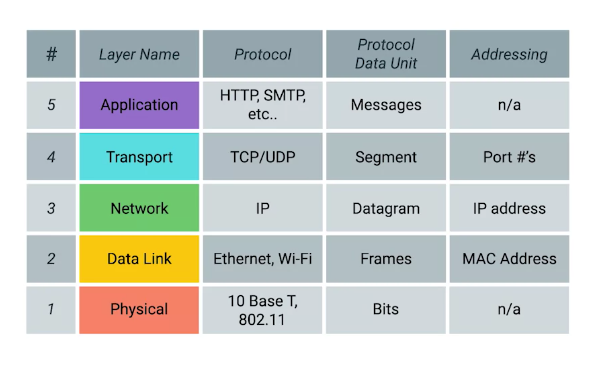 # Layer Name Protocol Protocol Data Unit Addressing
5 Application HTTP, SMTP, etc.. Messages n/a
4 Transport TCP/UDP Segment Port #'s
3 Network IP Datagram IP address
2 Data Link Ethernet, Wi-Fi Frames MAC Address
1 Physical 10 Base T, 802.11 Bits n/a